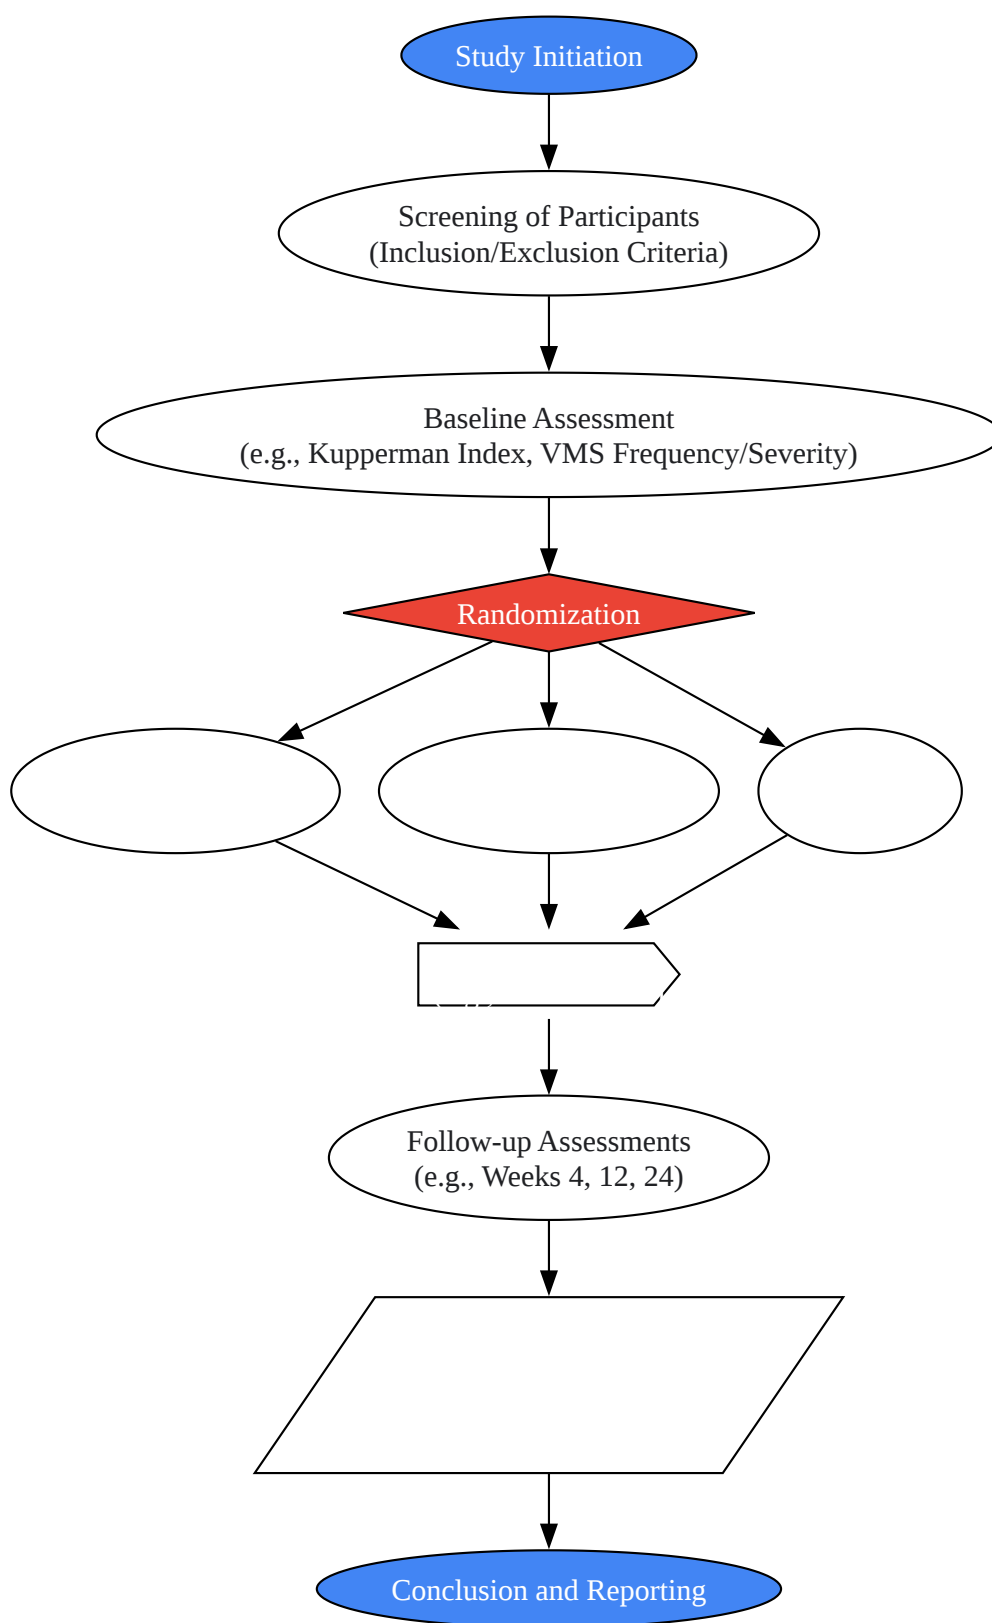 Study Initiation
Screening of Participants
(Inclusion/Exclusion Criteria)
Baseline Assessment
(e.g., Kupperman Index, VMS Frequency/Severity)
Randomization
Follow-up Assessments
(e.g., Weeks 4, 12, 24)
Conclusion and Reporting